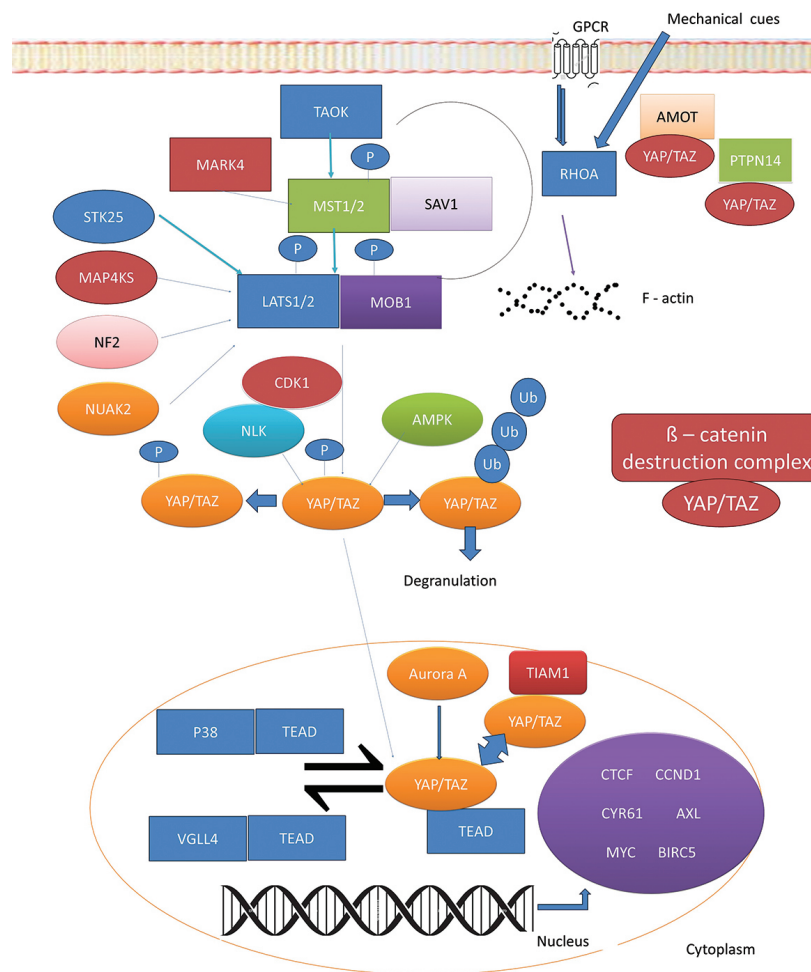 GPCR
Mechanical cues
TAOK
AMOT
P
MARK4
YAP/TAZ
PTPN14
RHOA
MST1/2
SAV1
YAP/TAZ
STK25
P
P
MAP4KS
LATS1/2
MOB1
F - actin
NF2
CDK1
NUAK2
AMPK
Ub
NLK
Ub
P
P
Ub
ß – catenin
destruction complex
YAP/TAZ
YAP/TAZ
YAP/TAZ
YAP/TAZ
Degranulation
Aurora A
TIAM1
P38
TEAD
YAP/TAZ
CTCF
CCND1
YAP/TAZ
CYR61
AXL
VGLL4
TEAD
TEAD
MYC
BIRC5
Nucleus
Cytoplasm